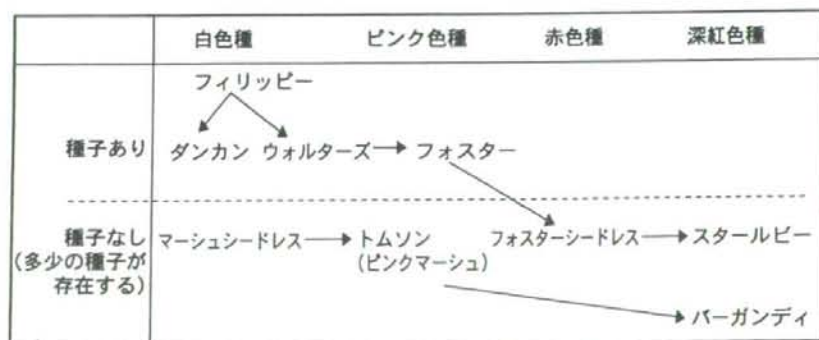 白色種 ピンク色種 赤色種 深紅色種
フィリッピー
種子あり ダンカン ウォルターズ フォスター
種子なし マーシュシードレス トムソン フォスターシードレス スタールビー
(多少の種子が (ピンクマーシュ)
存在する)
バーガンディ